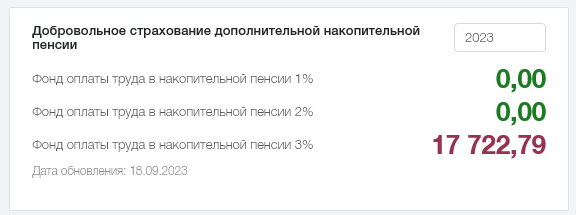 Добровольное страхование дополнительной накопительной
пенсии
2023
Фонд оплаты труда в накопительной пенсии 1%
0,00
Фонд оплаты труда в накопительной пенсии 2%
0,00
Фонд оплаты труда в накопительной пенсии 3%
17 722,79
Дата обновления: 18.09.2023